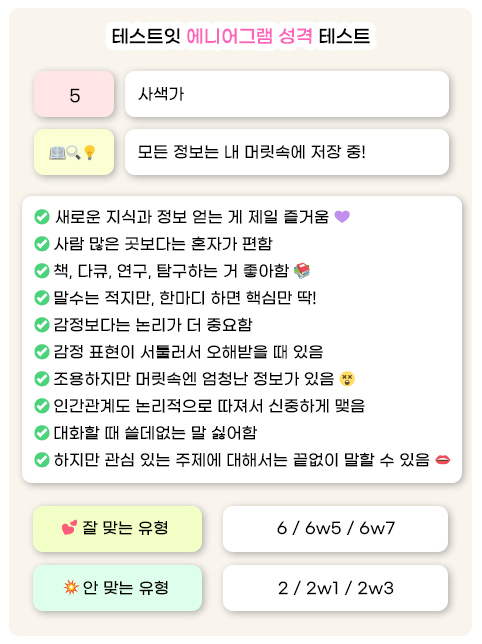 테스트잇 에니어그램 성격 테스트
5
사색가
모든 정보는 내 머릿속에 저장 중!
새로운 지식과 정보 얻는 게 제일 즐거움 💜
사람 많은 곳보다는 혼자가 편함
책, 다큐, 연구, 탐구하는 거 좋아함 📚
말수는 적지만, 한마디 하면 핵심만 딱!
감정보다는 논리가 더 중요함
감정 표현이 서툴러서 오해받을 때 있음
조용하지만 머릿속엔 엄청난 정보가 있음 😵
인간관계도 논리적으로 따져서 신중하게 맺음
대화할 때 쓸데없는 말 싫어함
하지만 관심 있는 주제에 대해서는 끝없이 말할 수 있음 👄
💕 잘 맞는 유형
6 / 6w5 / 6w7
💥 안 맞는 유형
2 / 2w1 / 2w3